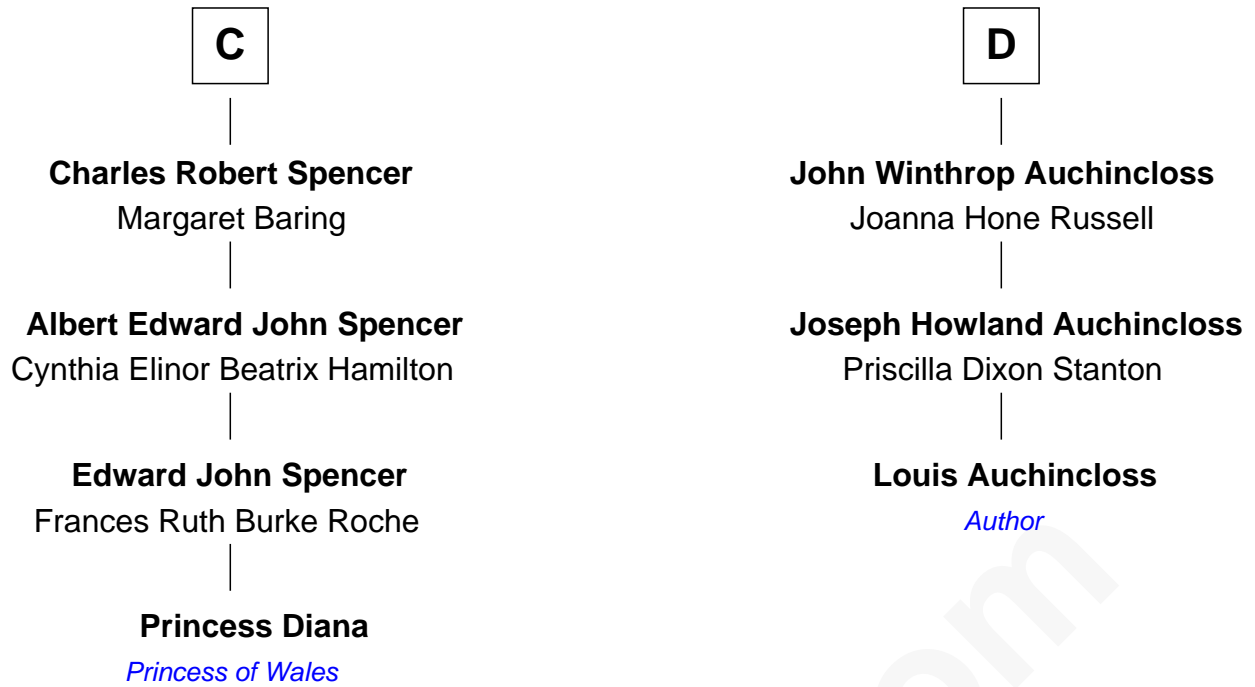 C
Charles Robert Spencer
Margaret Baring
Albert Edward John Spencer
Cynthia Elinor Beatrix Hamilton
Edward John Spencer
Frances Ruth Burke Roche
Princess Diana
Princess of Wales
D
John Winthrop Auchincloss
Joanna Hone Russell
Joseph Howland Auchincloss
Priscilla Dixon Stanton
Louis Auchincloss
Author
om